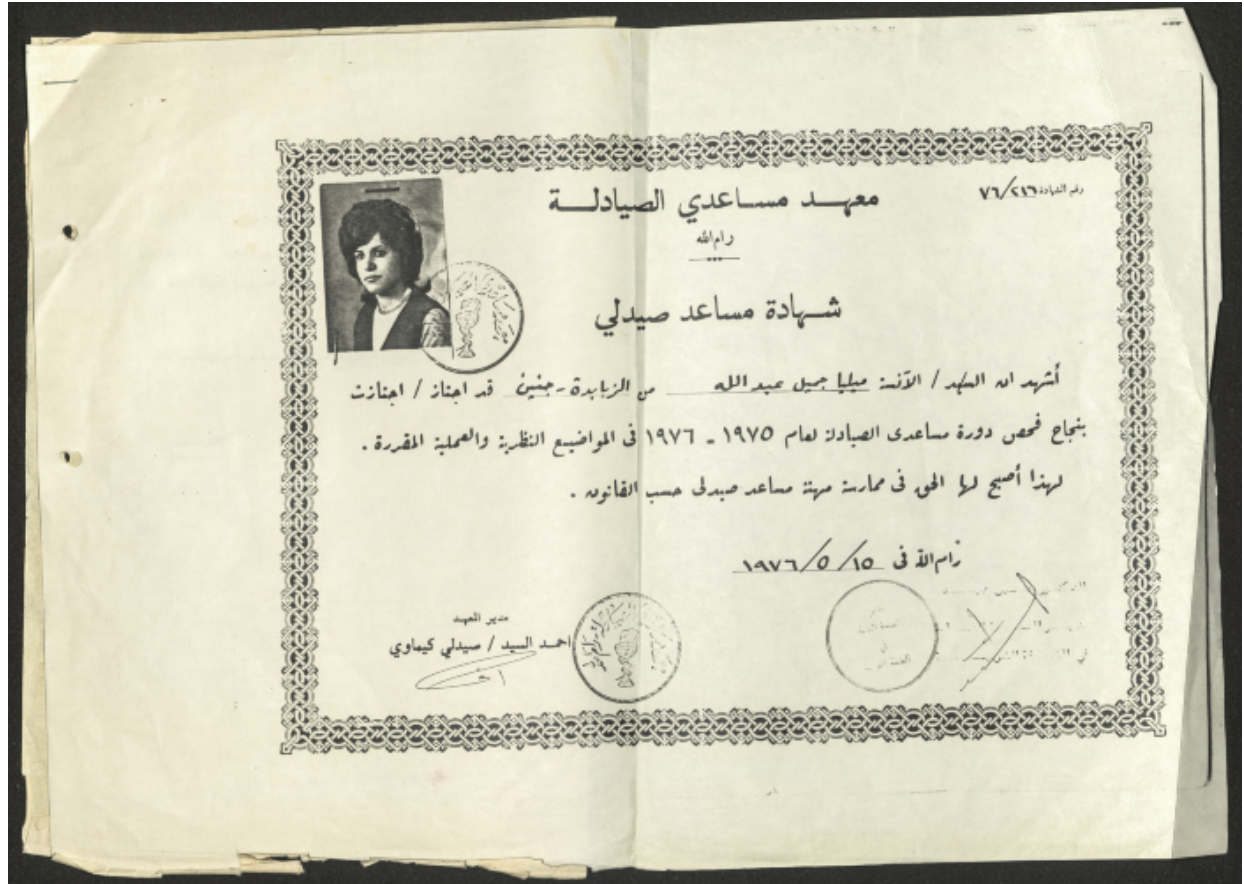 رقم الشهادة ٧٦/٢١٦
معهد مساعدي الصيادلة
رام الله
شهادة مساعد صيدلي
أشهد ان السيد / الآنسة ميليا جميل عبد الله من الزبابدة - جنين قد اجتاز / اجتازت
بنجاح فحص دورة مساعدى الصيادلة لعام ١٩٧٥ - ١٩٧٦ فى المواضيع النظرية والعملية المقررة .
لهذا أصبح لها الحق فى ممارسة مهنة مساعد صيدلى حسب القانون .
رام الله فى ١٥/٥/١٩٧٦
مدير المعهد
احمد السيد / صيدلي كيماوي